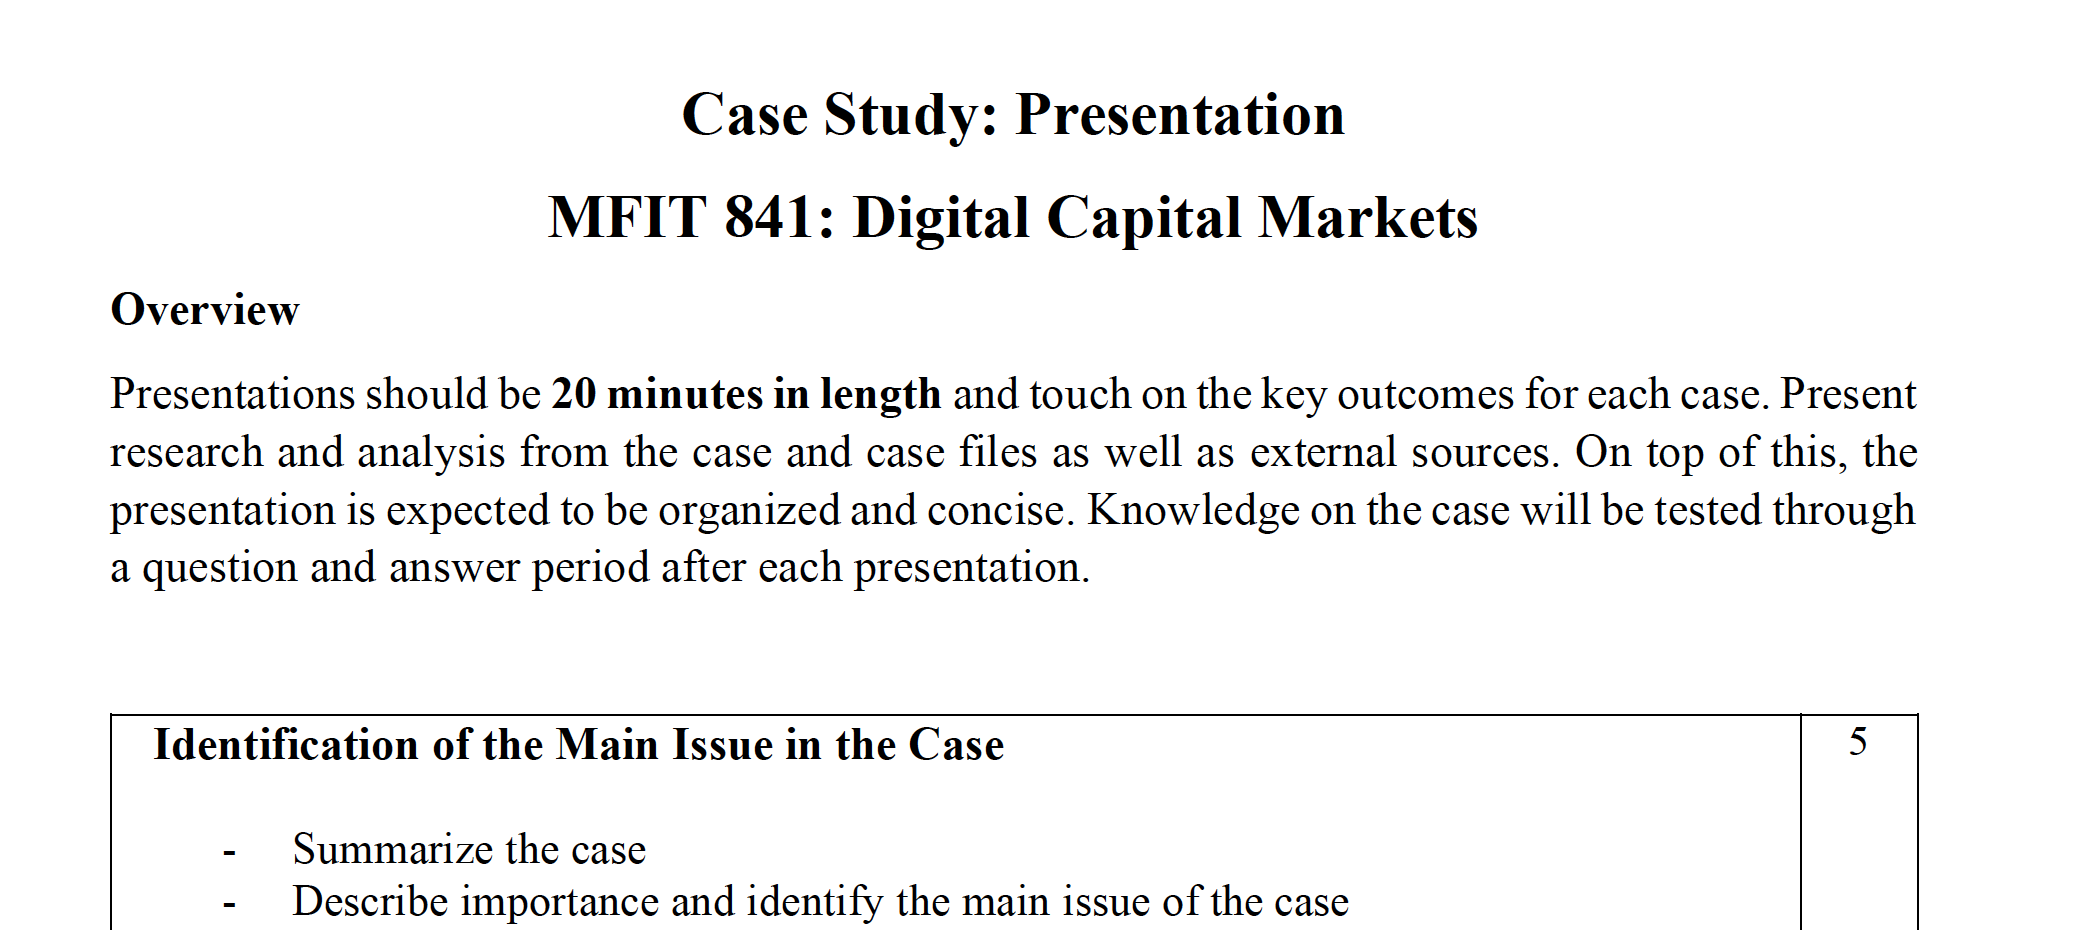 Case Study: Presentation
MFIT 841: Digital Capital Markets
Overview
Presentations should be 20 minutes in length and touch on the key outcomes for each case. Present
research and analysis from the case and case files as well as external sources. On top of this, the
presentation is expected to be organized and concise. Knowledge on the case will be tested through
a question and answer period after each presentation.
Identification of the Main Issue in the Case 5
- Summarize the case
- Describe importance and identify the main issue of the case